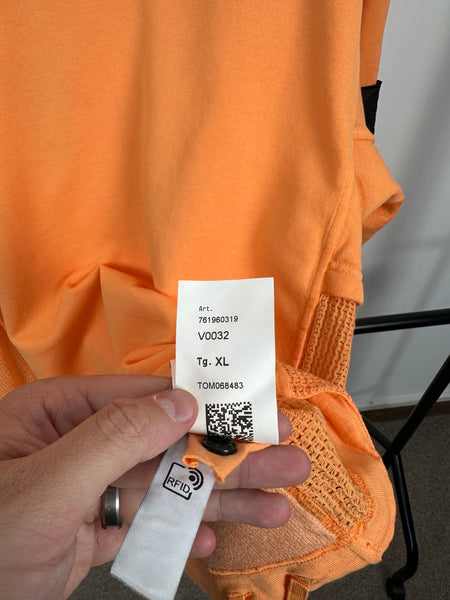 Art.
761960319
V0032
Tg. XL
TOM068483
RFID